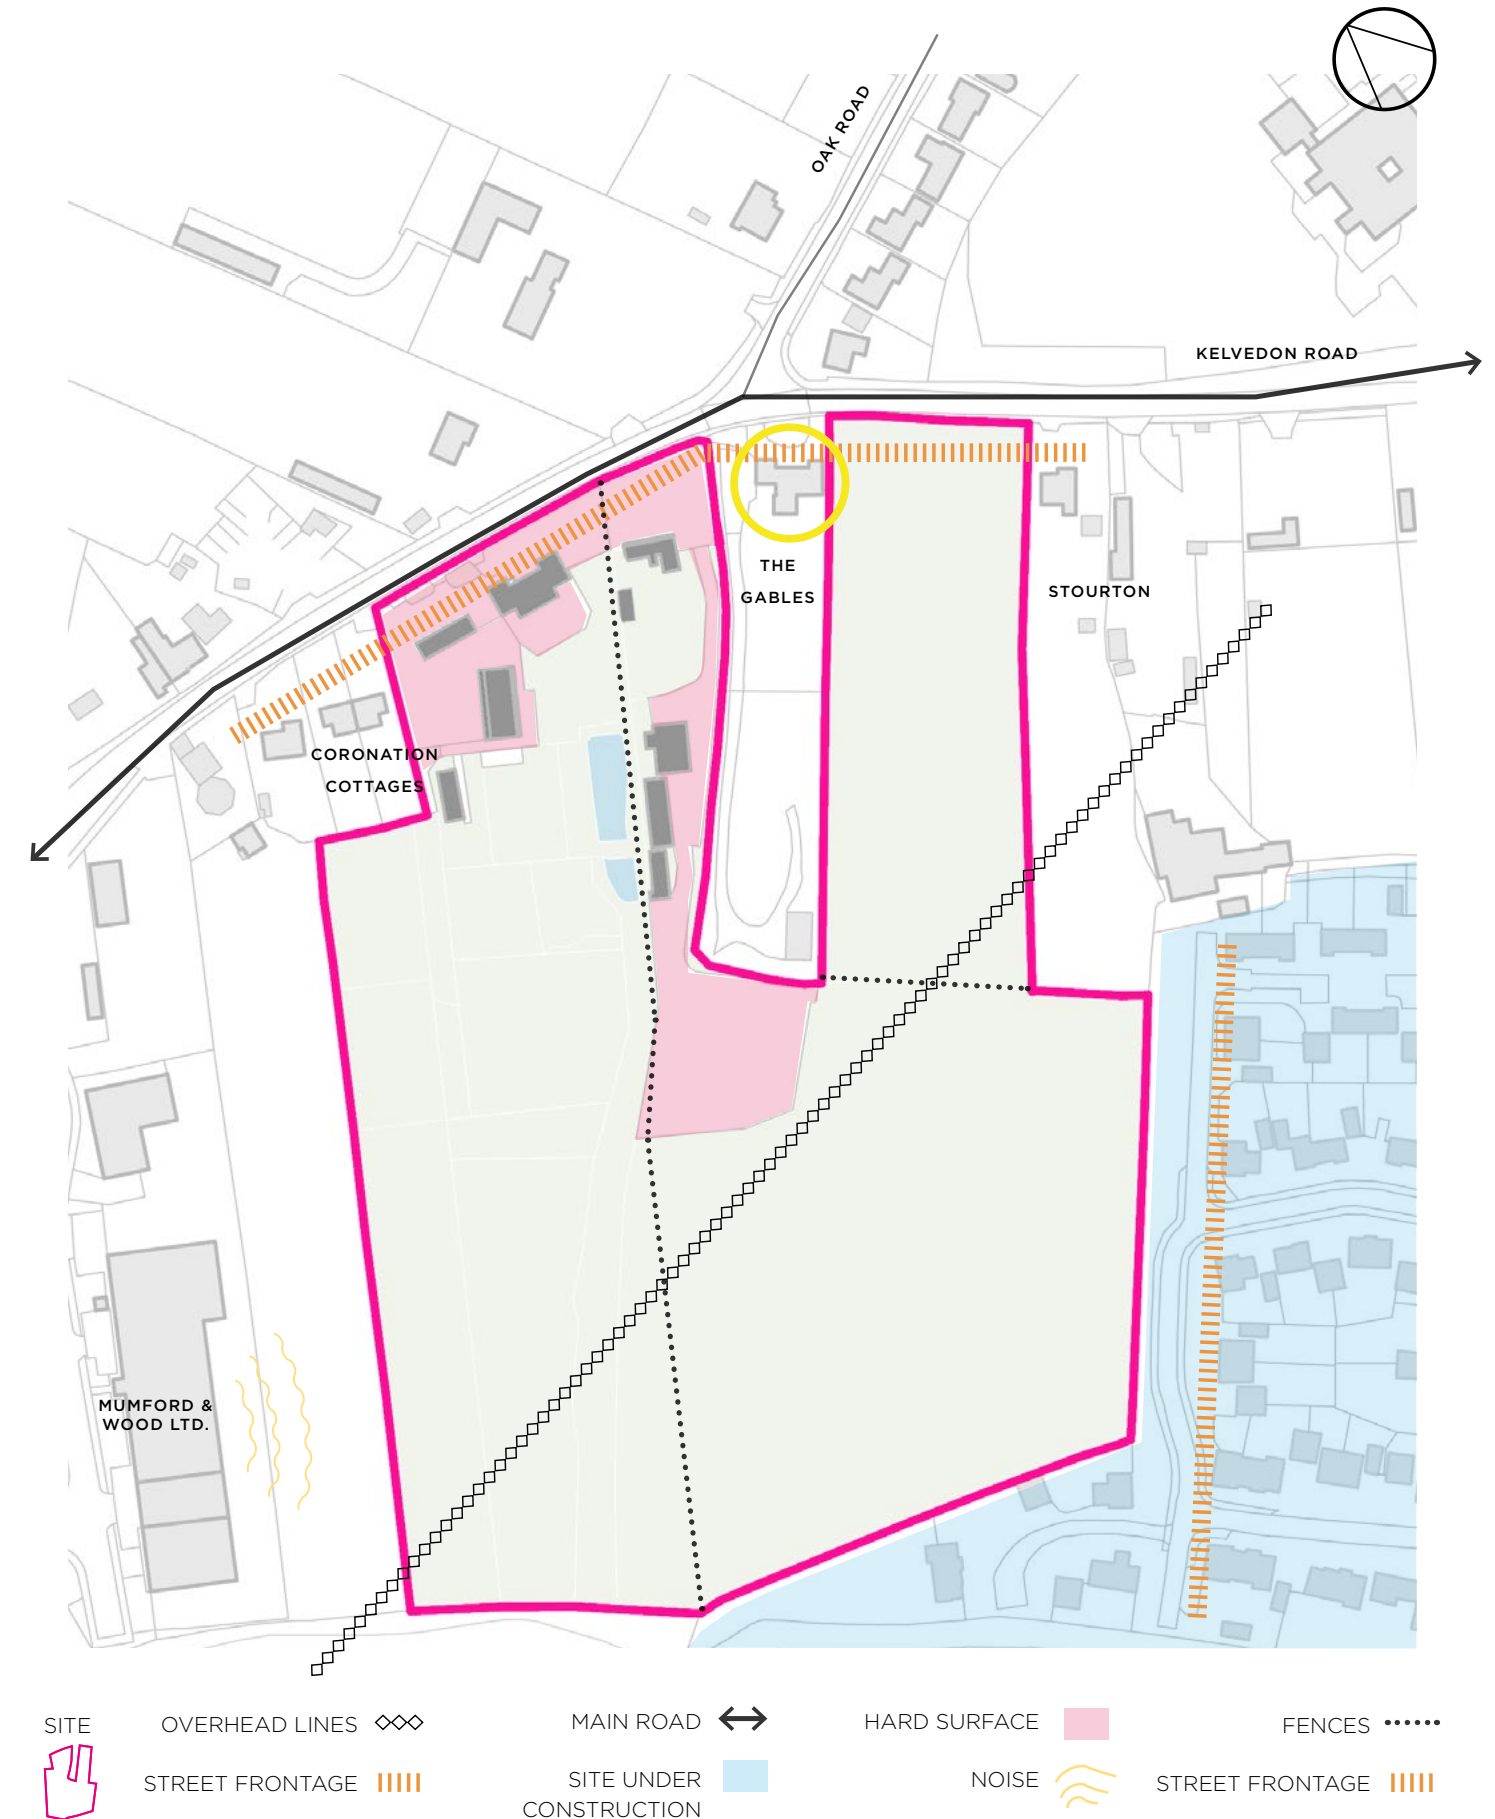 OAK ROAD
KELVEDON ROAD
THE
GABLES
STOURTON
CORONATION
COTTAGES
MUMFORD &
WOOD LTD.
SITE
OVERHEAD LINES
MAIN ROAD
HARD SURFACE
FENCES
STREET FRONTAGE
SITE UNDER
CONSTRUCTION
NOISE
STREET FRONTAGE